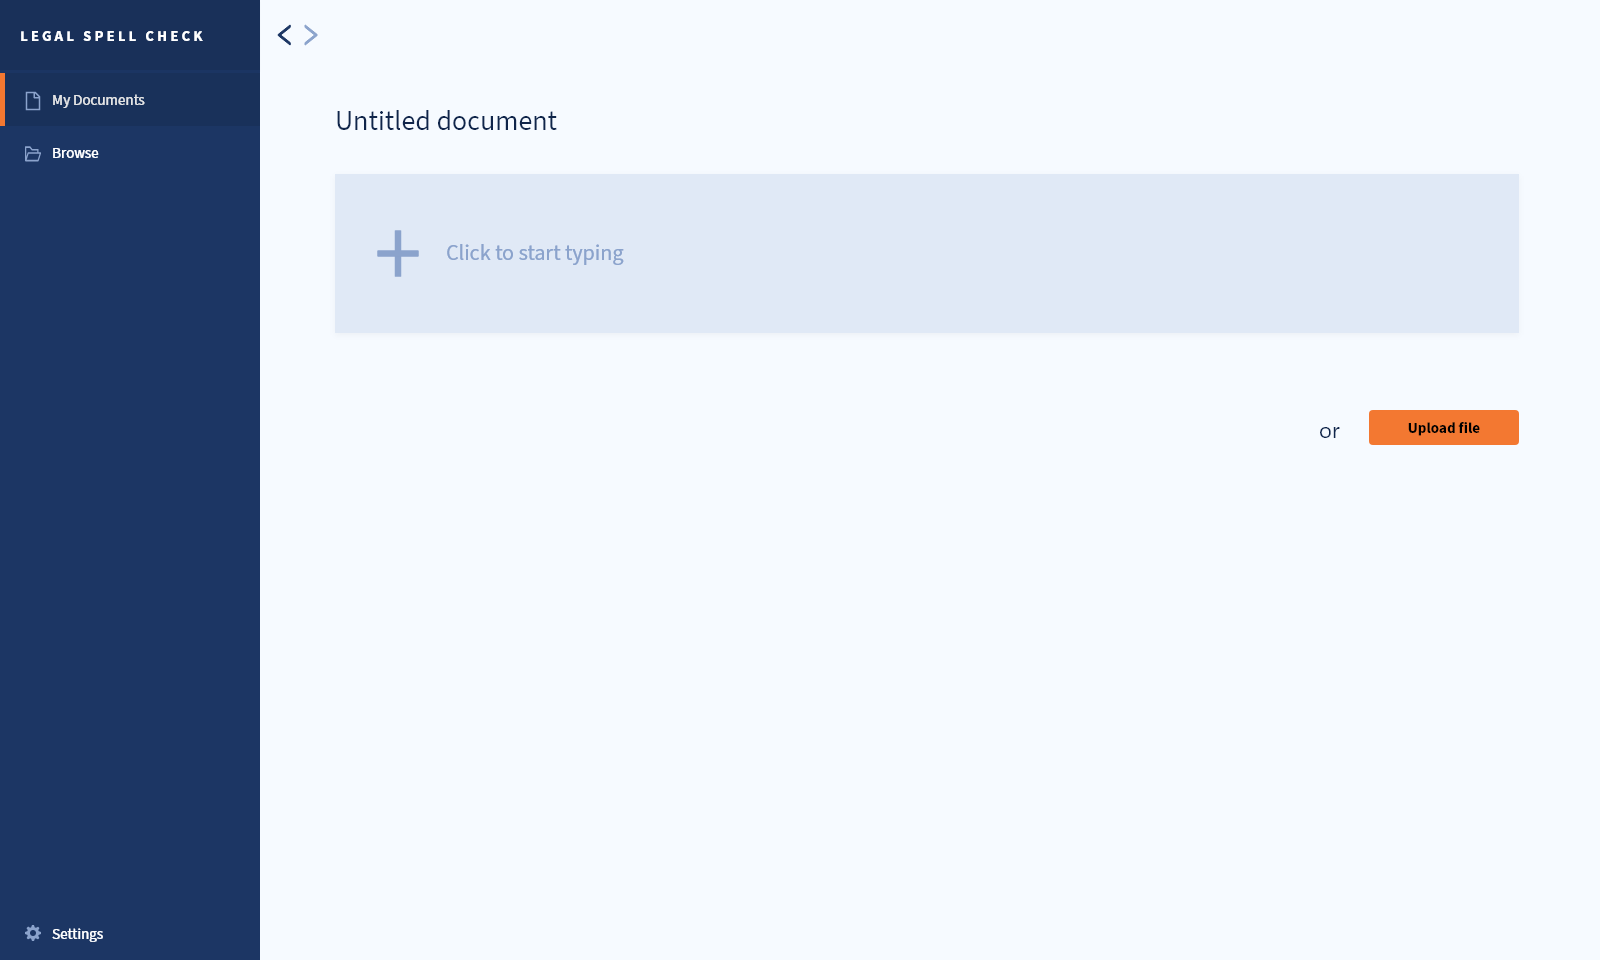 LEGAL SPELL CHECK
My Documents
Browse
Settings
Untitled document
Click to start typing
or
Upload file